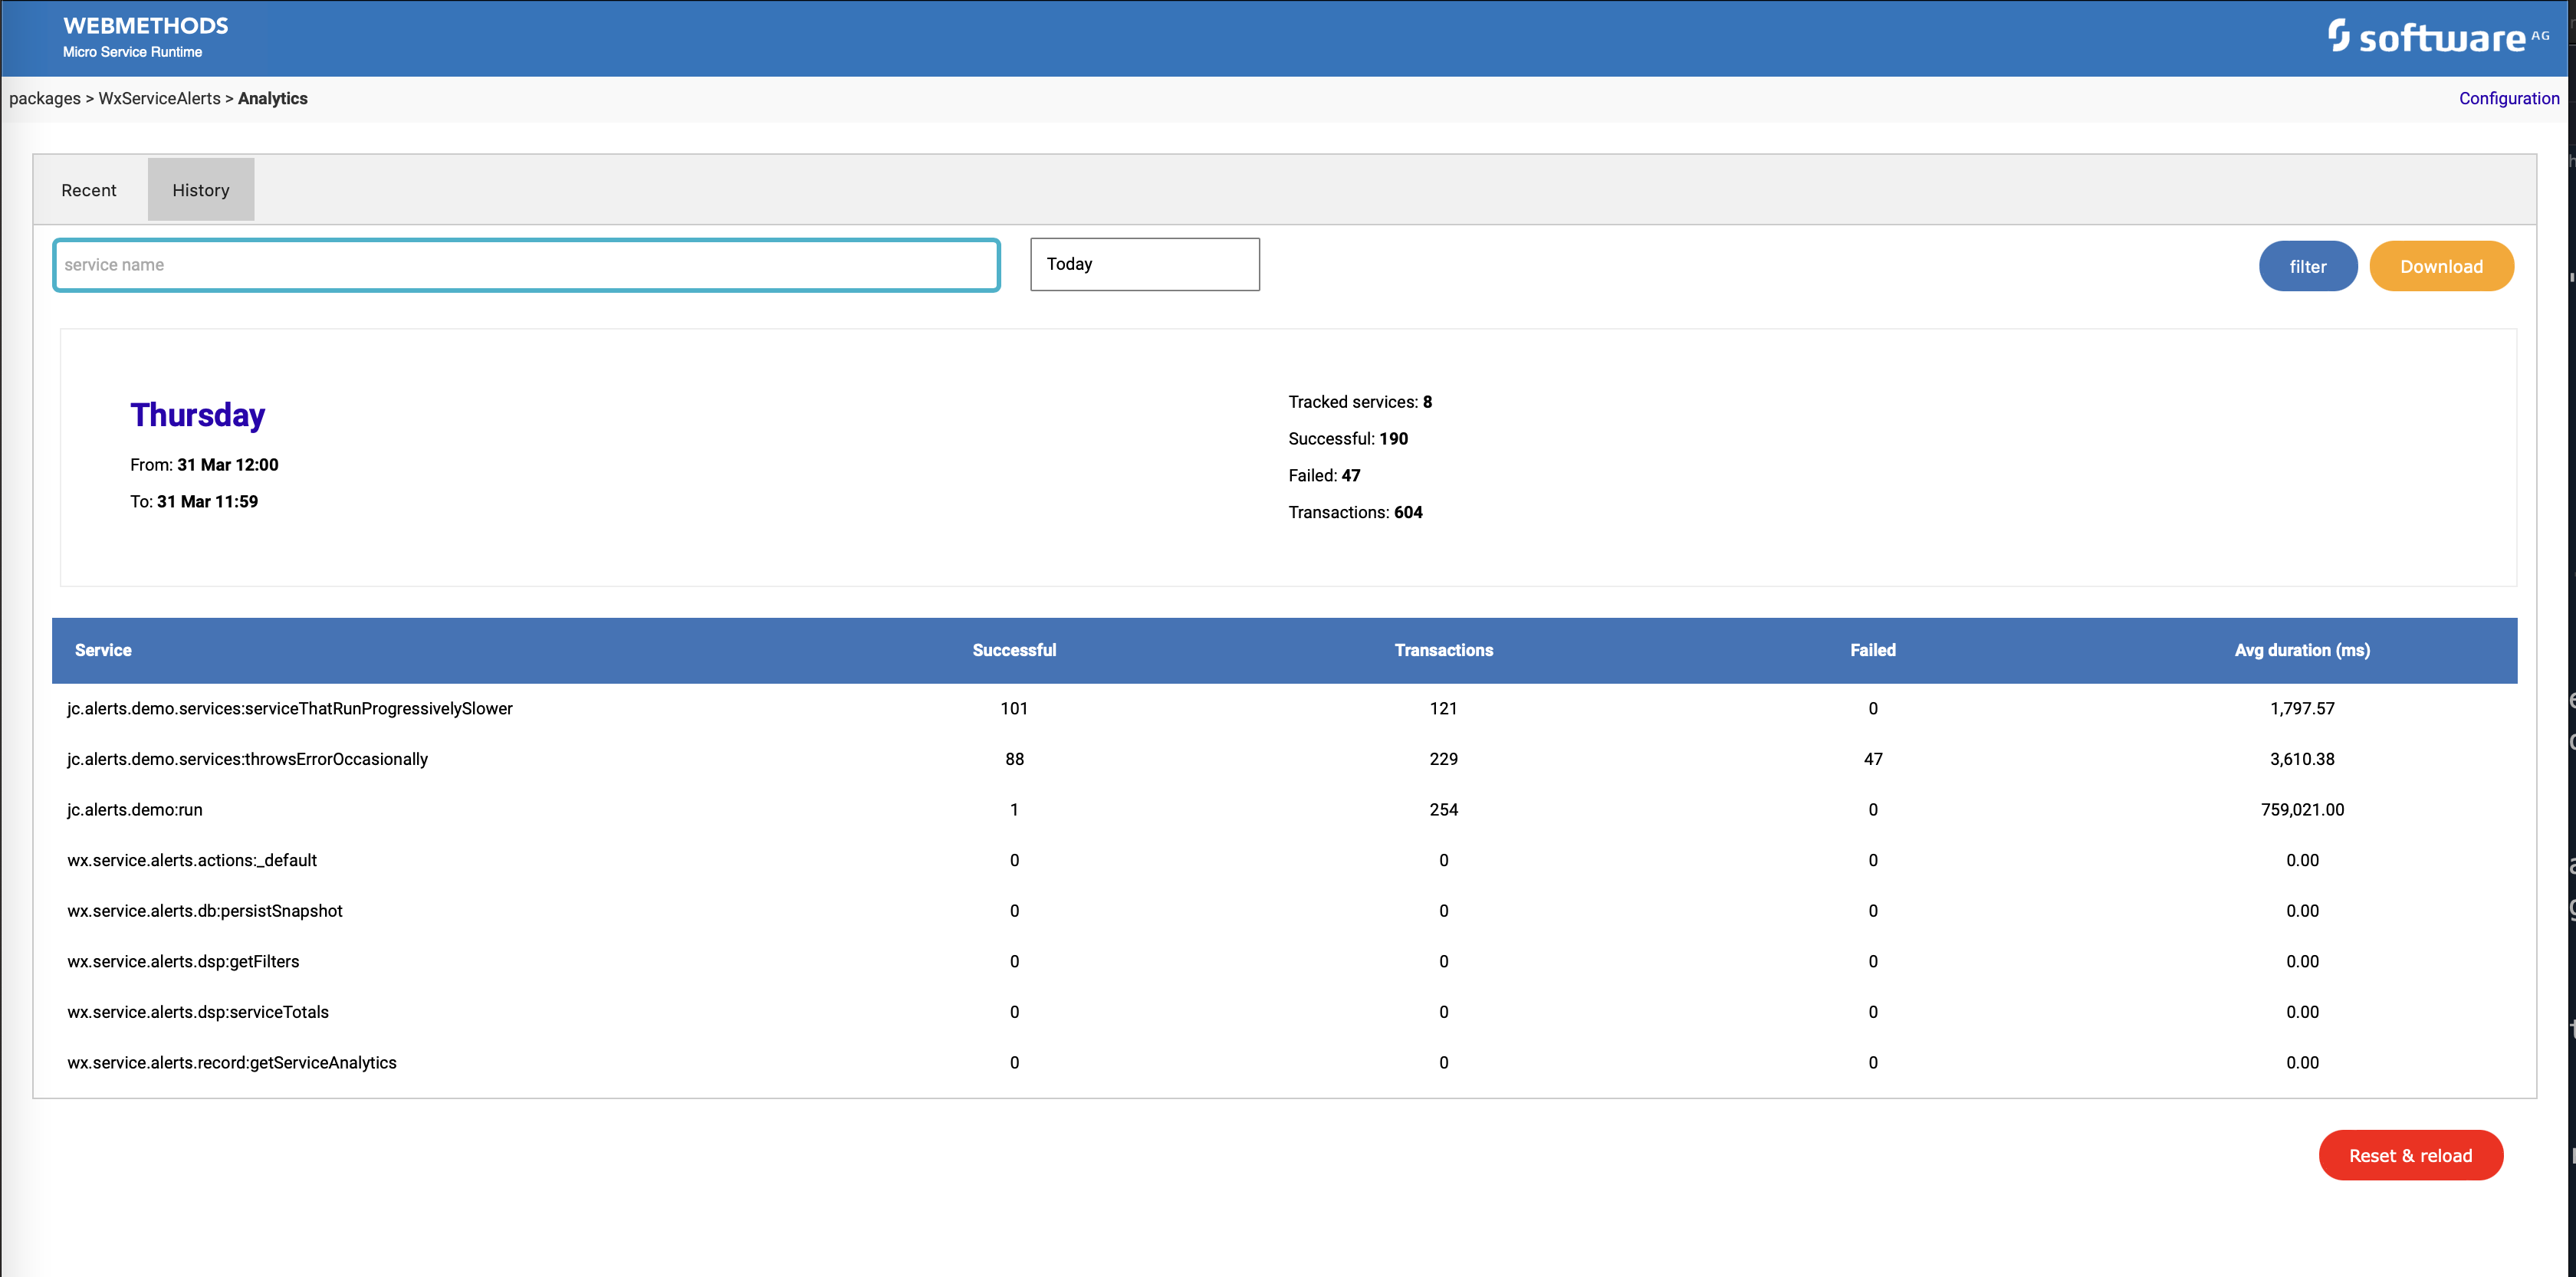 WEBMETHODS
Micro Service Runtime
software AG
packages > WxServiceAlerts > Analytics
Configuration
Recent
History
service name
Today
filter
Download
Thursday
From: 31 Mar 12:00
To: 31 Mar 11:59
Tracked services: 8
Successful: 190
Failed: 47
Transactions: 604
Service Successful Transactions Failed Avg duration (ms)
jc.alerts.demo.services:serviceThatRunProgressivelySlower 101 121 0 1,797.57
jc.alerts.demo.services:throwsErrorOccasionally 88 229 47 3,610.38
jc.alerts.demo:run 1 254 0 759,021.00
wx.service.alerts.actions:_default 0 0 0 0.00
wx.service.alerts.db:persistSnapshot 0 0 0 0.00
wx.service.alerts.dsp:getFilters 0 0 0 0.00
wx.service.alerts.dsp:serviceTotals 0 0 0 0.00
wx.service.alerts.record:getServiceAnalytics 0 0 0 0.00
Reset & reload